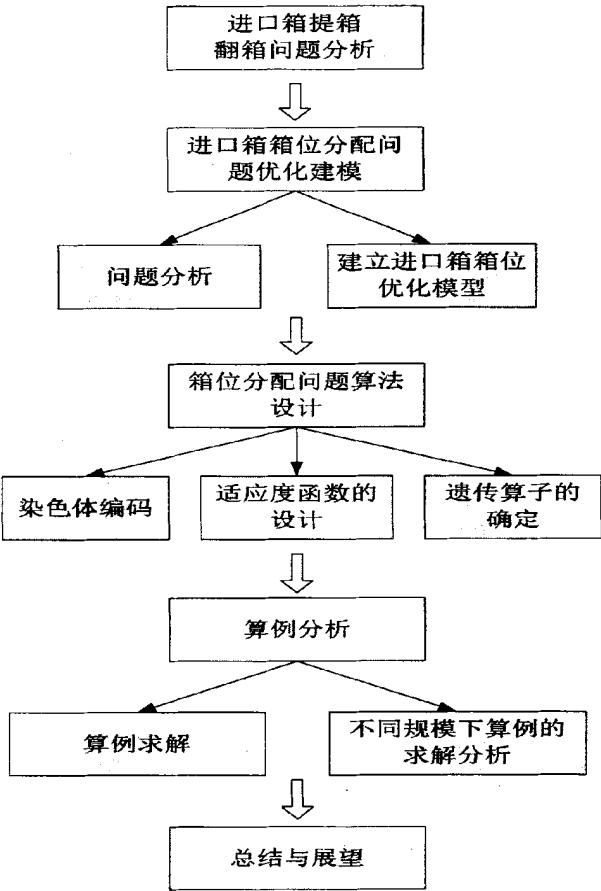 进口箱提箱
翻箱问题分析
进口箱箱位分配问
题优化建模
问题分析
建立进口箱箱位
优化模型
箱位分配问题算法
设计
染色体编码
适应度函数的
设计
遗传算子的
确定
算例分析
算例求解
不同规模下算例的
求解分析
总结与展望